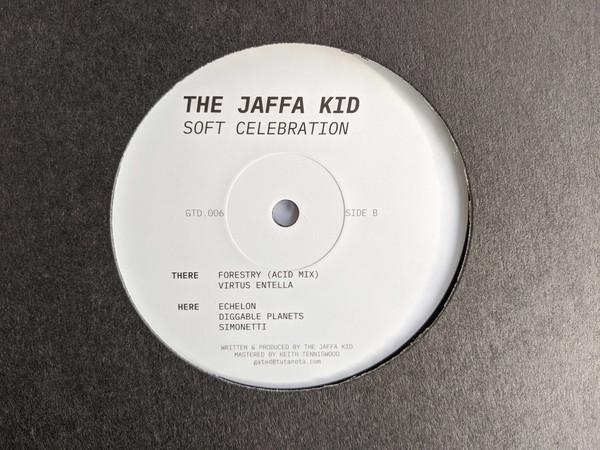 THE JAFFA KID
SOFT CELEBRATION
GTD.006 SIDE B
THERE FORESTRY (ACID MIX)
VIRTUS ENTELLA
HERE ECHELON
DIGGABLE PLANETS
SIMONETTI
WRITTEN & PRODUCED BY THE JAFFA KID
MASTERED BY KEITH TENNISWOOD
gated@tutanota.com